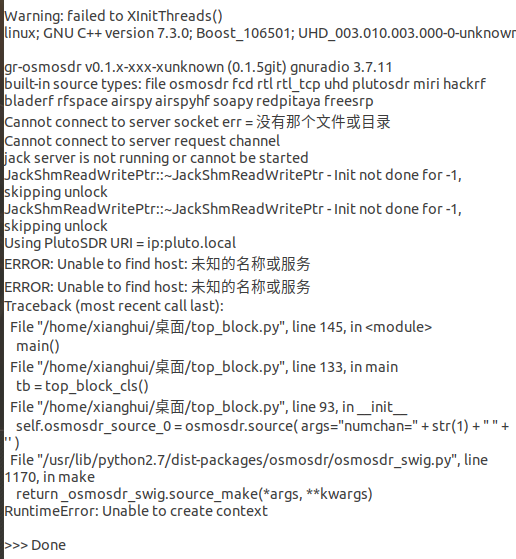 Warning: failed to XInitThreads()
linux; GNU C++ version 7.3.0; Boost_106501; UHD_003.010.003.000-0-unknown
gr-osmosdr v0.1.x-xxx-xunknown (0.1.5git) gnuradio 3.7.11
built-in source types: file osmosdr fcd rtl rtl_tcp uhd plutosdr miri hackrf
bladerf rfspace airspy airspyhf soapy redpitaya freesrp
Cannot connect to server socket err = 没有那个文件或目录
Cannot connect to server request channel
jack server is not running or cannot be started
JackShmReadWritePtr::~JackShmReadWritePtr - Init not done for -1,
skipping unlock
JackShmReadWritePtr::~JackShmReadWritePtr - Init not done for -1,
skipping unlock
Using PlutoSDR URI = ip:pluto.local
ERROR: Unable to find host: 未知的名称或服务
ERROR: Unable to find host: 未知的名称或服务
Traceback (most recent call last):
File "/home/xianghui/桌面/top_block.py", line 145, in <module>
main()
File "/home/xianghui/桌面/top_block.py", line 133, in main
tb = top_block_cls()
File "/home/xianghui/桌面/top_block.py", line 93, in __init__
self.osmosdr_source_0 = osmosdr.source( args="numchan=" + str(1) + " " +
'' )
File "/usr/lib/python2.7/dist-packages/osmosdr/osmosdr_swig.py", line
1170, in make
return _osmosdr_swig.source_make(*args, **kwargs)
RuntimeError: Unable to create context
>>> Done